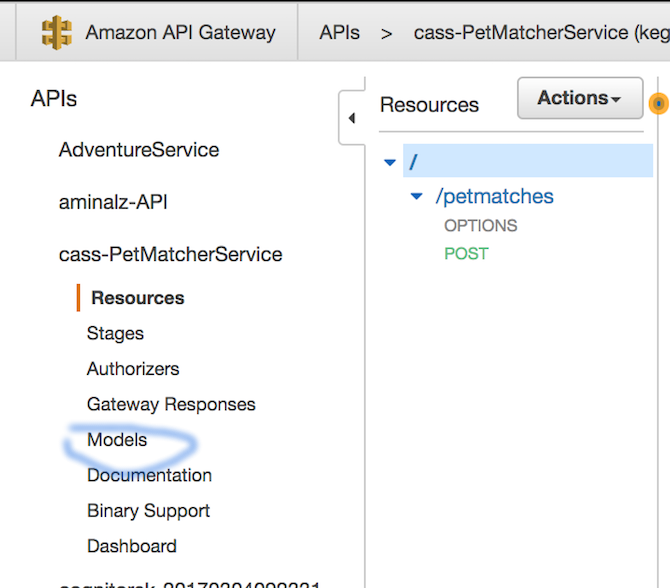 Amazon API Gateway APIs > cass-PetMatcherService (keg
APIs
Resources Actions
AdventureService
/
aminalz-API
/petmatches
OPTIONS
cass-PetMatcherService
POST
Resources
Stages
Authorizers
Gateway Responses
Models
Documentation
Binary Support
Dashboard